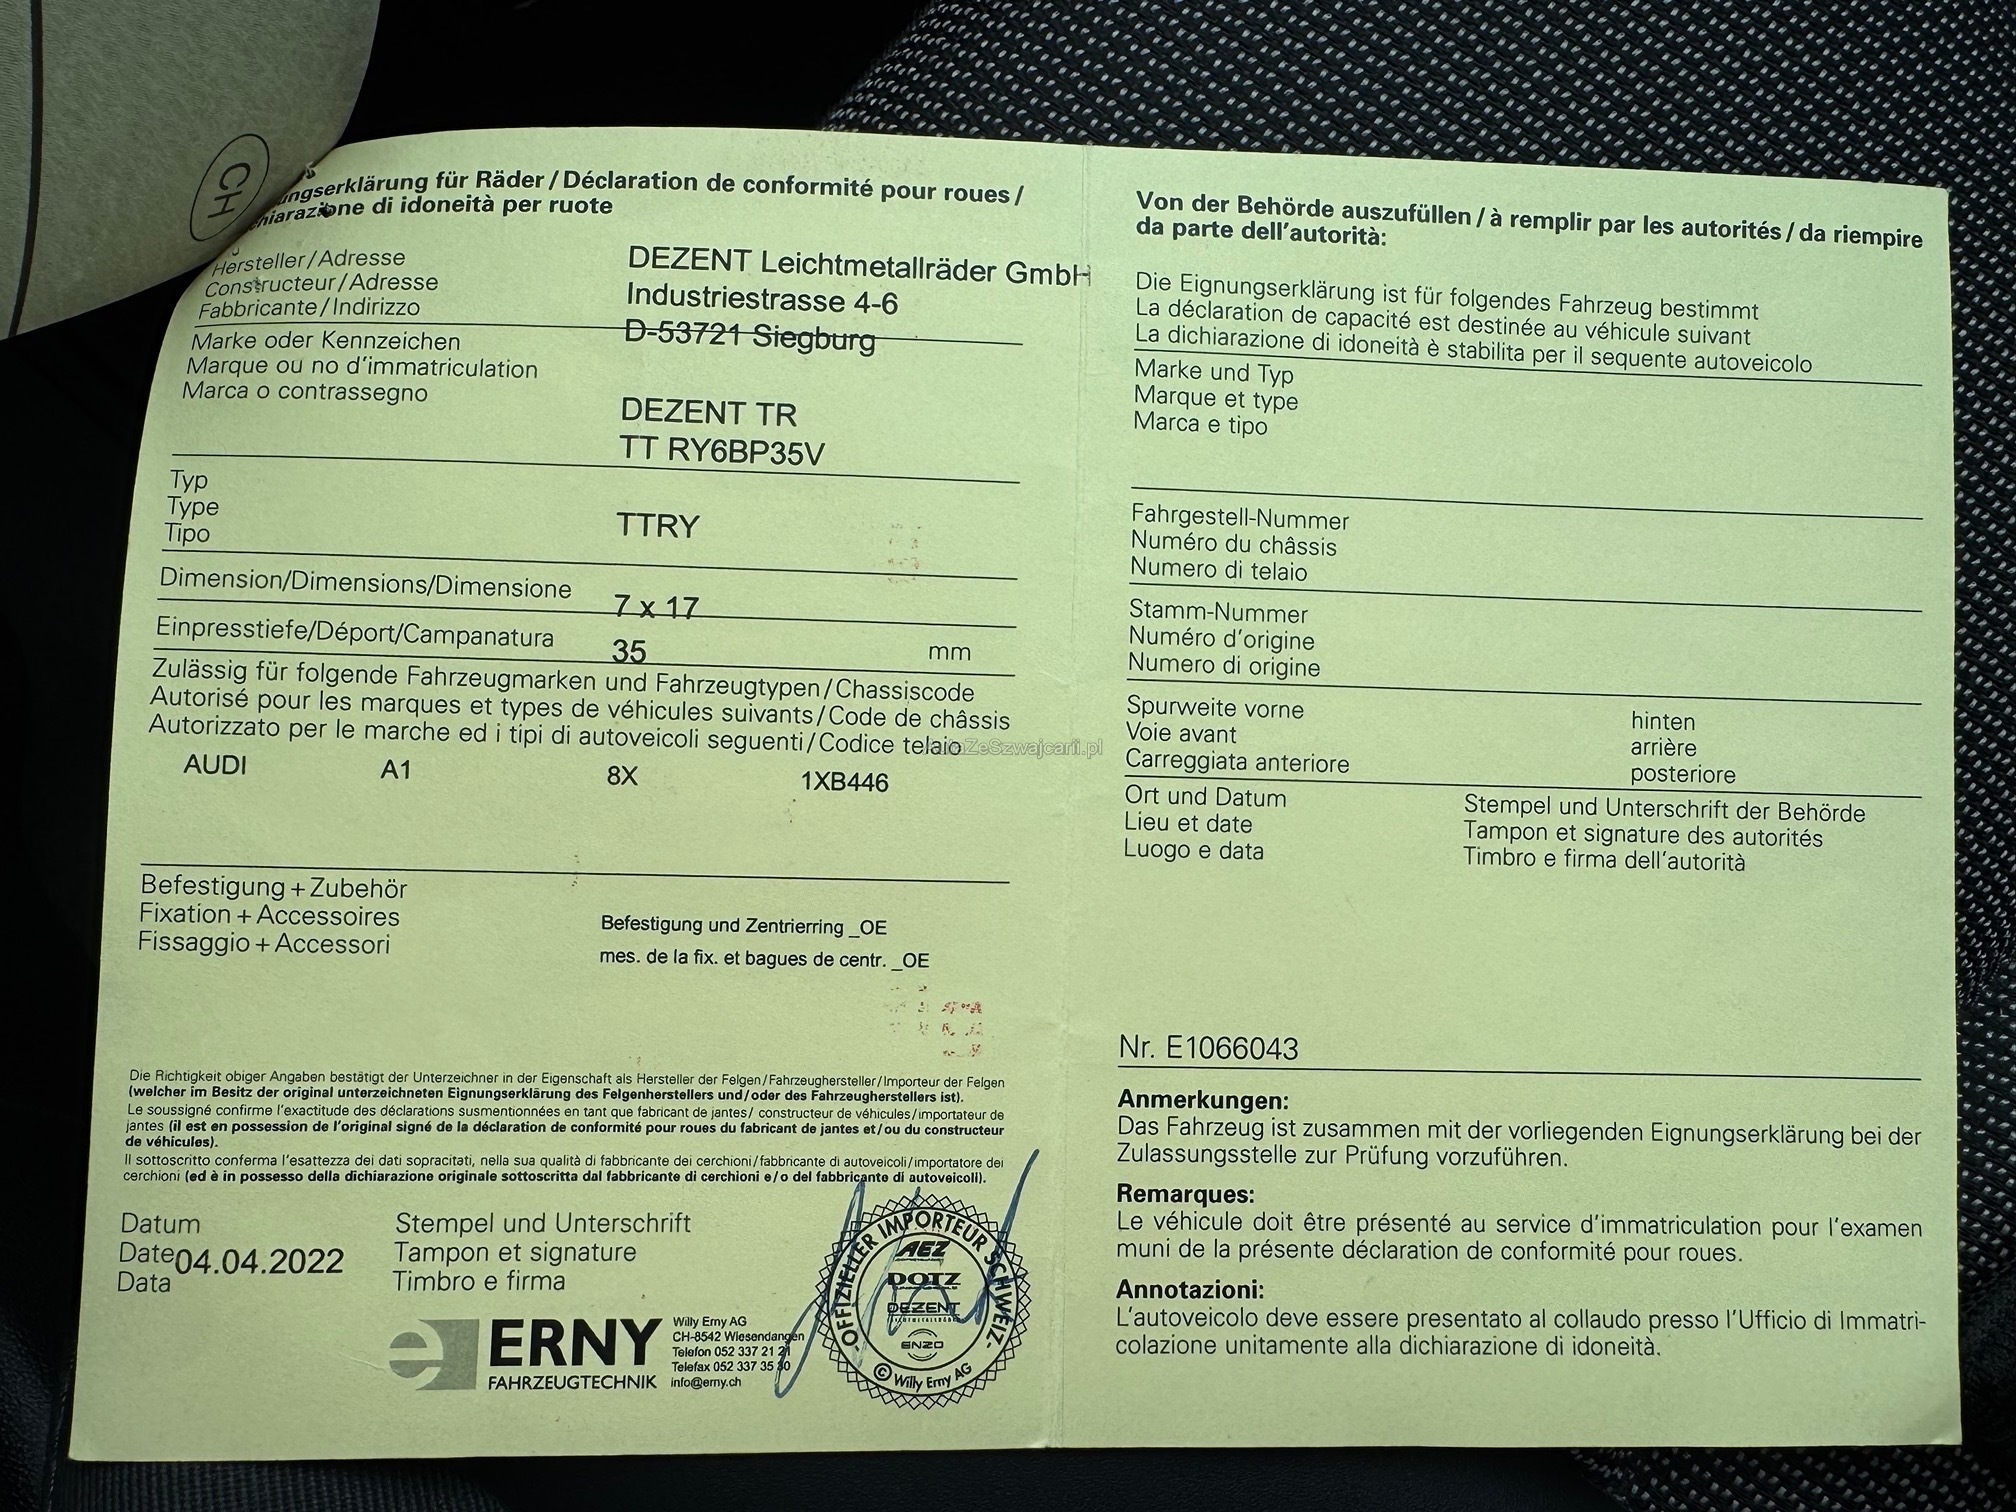 CH
ungserklärung für Räder / Déclaration de conformité pour roues /
hiarazione di idoneità per ruote
Hersteller / Adresse
Constructeur / Adresse
Fabbricante / Indirizzo
DEZENT Leichtmetallräder GmbH
Industriestrasse 4-6
D-53721 Siegburg
Marke oder Kennzeichen
Marque ou no d'immatriculation
Marca o contrassegno
DEZENT TR
TT RY6BP35V
Typ
Type
Tipo
TTRY
Dimension/Dimensions/Dimensione 7 x 17
Einpresstiefe/Déport/Campanatura 35 mm
Zulässig für folgende Fahrzeugmarken und Fahrzeugtypen / Chassiscode
Autorisé pour les marques et types de véhicules suivants / Code de châssis
Autorizzato per le marche ed i tipi di autoveicoli seguenti / Codice telaio
AUDI A1 8X 1XB446
Befestigung + Zubehör
Fixation + Accessoires
Fissaggio + Accessori
Befestigung und Zentrierring _OE
mes. de la fix. et bagues de centr. _OE
Die Richtigkeit obiger Angaben bestätigt der Unterzeichner in der Eigenschaft als Hersteller der Felgen / Fahrzeughersteller / Importeur der Felgen
(welcher im Besitz der original unterzeichneten Eignungserklärung des Felgenherstellers und / oder des Fahrzeugherstellers ist).
Le soussigné confirme l'exactitude des déclarations susmentionnées en tant que fabricant de jantes / constructeur de véhicules / importateur de
jantes (il est en possession de l'original signé de la déclaration de conformité pour roues du fabricant de jantes et / ou du constructeur
de véhicules).
Il sottoscritto conferma l'esattezza dei dati sopracitati, nella sua qualità di fabbricante dei cerchioni / fabbricante di autoveicoli / importatore dei
cerchioni (ed è in possesso della dichiarazione originale sottoscritta dal fabbricante di cerchioni e / o del fabbricante di autoveicoli).
Datum
Date 04.04.2022
Data
Stempel und Unterschrift
Tampon et signature
Timbro e firma
e ERNY
FAHRZEUGTECHNIK
Willy Erny AG
CH-8542 Wiesendangen
Telefon 052 337 21 21
Telefax 052 337 35 30
info@erny.ch
OFFIZIELLER IMPORTEUR SCHWEIZ
AEZ
DOTZ
DEZENT
ENZO
© Willy Erny AG
AutoZeSzwajcarii.pl
Von der Behörde auszufüllen / à remplir par les autorités / da riempire
da parte dell'autorità:
Die Eignungserklärung ist für folgendes Fahrzeug bestimmt
La déclaration de capacité est destinée au véhicule suivant
La dichiarazione di idoneità è stabilita per il sequente autoveicolo
Marke und Typ
Marque et type
Marca e tipo
Fahrgestell-Nummer
Numéro du châssis
Numero di telaio
Stamm-Nummer
Numéro d'origine
Numero di origine
Spurweite vorne hinten
Voie avant arrière
Carreggiata anteriore posteriore
Ort und Datum
Lieu et date
Luogo e data
Stempel und Unterschrift der Behörde
Tampon et signature des autorités
Timbro e firma dell'autorità
Nr. E1066043
Anmerkungen:
Das Fahrzeug ist zusammen mit der vorliegenden Eignungserklärung bei der
Zulassungsstelle zur Prüfung vorzuführen.
Remarques:
Le véhicule doit être présenté au service d'immatriculation pour l'examen
muni de la présente déclaration de conformité pour roues.
Annotazioni:
L'autoveicolo deve essere presentato al collaudo presso l'Ufficio di Immatri-
colazione unitamente alla dichiarazione di idoneità.